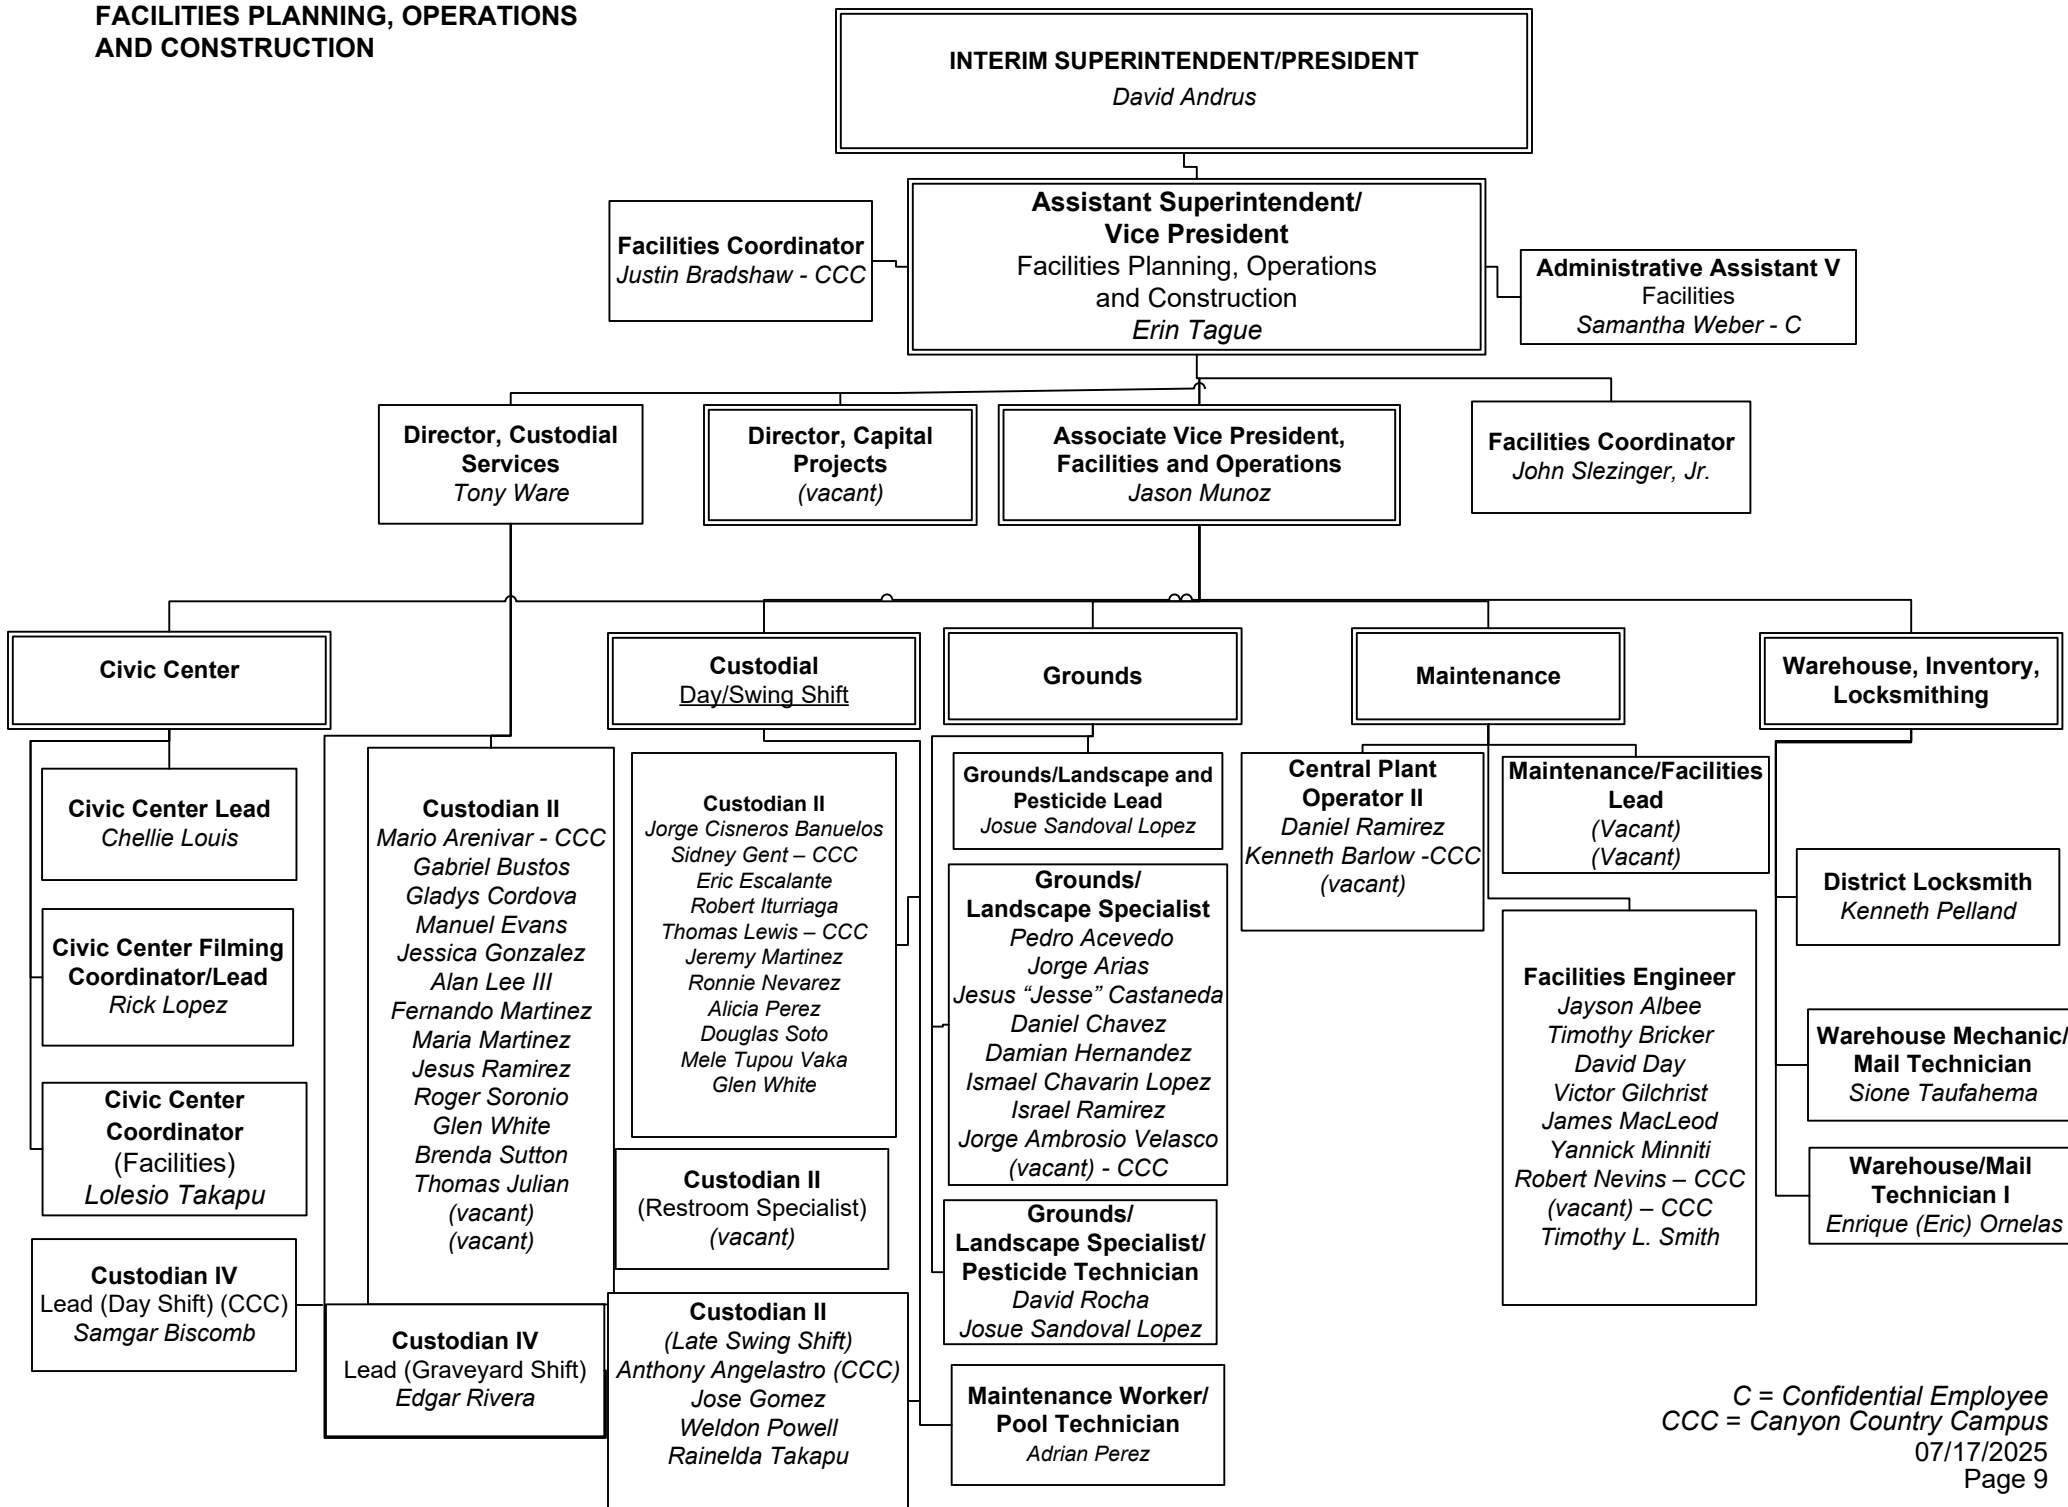 FACILITIES PLANNING, OPERATIONS
AND CONSTRUCTION
INTERIM SUPERINTENDENT/PRESIDENT
David Andrus
Facilities Coordinator
Justin Bradshaw - CCC
Assistant Superintendent/
Vice President
Facilities Planning, Operations
and Construction
Erin Tague
Administrative Assistant V
Facilities
Samantha Weber - C
Director, Custodial
Services
Tony Ware
Director, Capital
Projects
(vacant)
Associate Vice President,
Facilities and Operations
Jason Munoz
Facilities Coordinator
John Slezinger, Jr.
Civic Center
Custodial
Day/Swing Shift
Grounds
Maintenance
Warehouse, Inventory,
Locksmithing
Civic Center Lead
Chellie Louis
Civic Center Filming
Coordinator/Lead
Rick Lopez
Civic Center
Coordinator
(Facilities)
Lolesio Takapu
Custodian IV
Lead (Day Shift) (CCC)
Samgar Biscomb
Custodian II
Mario Arenivar - CCC
Gabriel Bustos
Gladys Cordova
Manuel Evans
Jessica Gonzalez
Alan Lee III
Fernando Martinez
Maria Martinez
Jesus Ramirez
Roger Soronio
Glen White
Brenda Sutton
Thomas Julian
(vacant)
(vacant)
Custodian IV
Lead (Graveyard Shift)
Edgar Rivera
Custodian II
Jorge Cisneros Banuelos
Sidney Gent – CCC
Eric Escalante
Robert Iturriaga
Thomas Lewis – CCC
Jeremy Martinez
Ronnie Nevarez
Alicia Perez
Douglas Soto
Mele Tupou Vaka
Glen White
Custodian II
(Restroom Specialist)
(vacant)
Custodian II
(Late Swing Shift)
Anthony Angelastro (CCC)
Jose Gomez
Weldon Powell
Rainelda Takapu
Grounds/Landscape and
Pesticide Lead
Josue Sandoval Lopez
Grounds/
Landscape Specialist
Pedro Acevedo
Jorge Arias
Jesus “Jesse” Castaneda
Daniel Chavez
Damian Hernandez
Ismael Chavarin Lopez
Israel Ramirez
Jorge Ambrosio Velasco
(vacant) - CCC
Grounds/
Landscape Specialist/
Pesticide Technician
David Rocha
Josue Sandoval Lopez
Maintenance Worker/
Pool Technician
Adrian Perez
Central Plant
Operator II
Daniel Ramirez
Kenneth Barlow -CCC
(vacant)
Maintenance/Facilities
Lead
(Vacant)
(Vacant)
Facilities Engineer
Jayson Albee
Timothy Bricker
David Day
Victor Gilchrist
James MacLeod
Yannick Minniti
Robert Nevins – CCC
(vacant) – CCC
Timothy L. Smith
District Locksmith
Kenneth Pelland
Warehouse Mechanic/
Mail Technician
Sione Taufahema
Warehouse/Mail
Technician I
Enrique (Eric) Ornelas
C = Confidential Employee
CCC = Canyon Country Campus
07/17/2025
Page 9